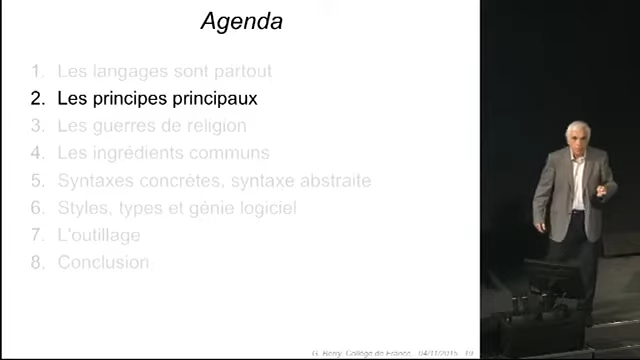 Agenda
1. Les langages sont partout
2. Les principes principaux
3. Les guerres de religion
4. Les ingrédients communs
5. Syntaxes concrètes, syntaxe abstraite
6. Styles, types et génie logiciel
7. L'outillage
8. Conclusion
G. Berry, Collège de France, 04/11/2015